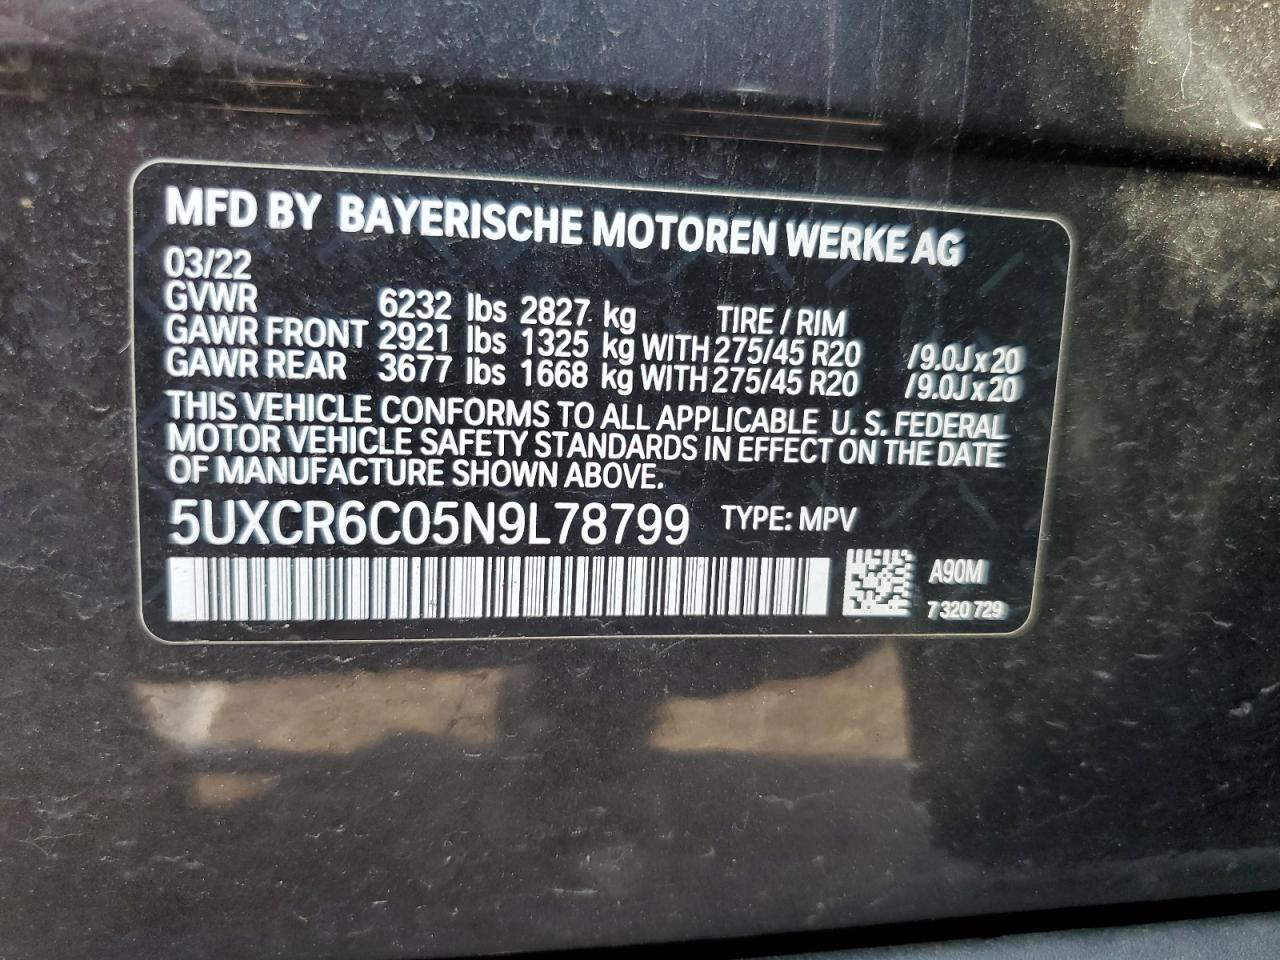 MFD BY BAYERISCHE MOTOREN WERKE AG
03/22
GVWR 6232 lbs 2827 kg TIRE / RIM
GAWR FRONT 2921 lbs 1325 kg WITH 275/45 R20 /9.0J x 20
GAWR REAR 3677 lbs 1668 kg WITH 275/45 R20 /9.0J x 20
THIS VEHICLE CONFORMS TO ALL APPLICABLE U. S. FEDERAL
MOTOR VEHICLE SAFETY STANDARDS IN EFFECT ON THE DATE
OF MANUFACTURE SHOWN ABOVE.
5UXCR6C05N9L78799 TYPE: MPV
A90M
7 320 729